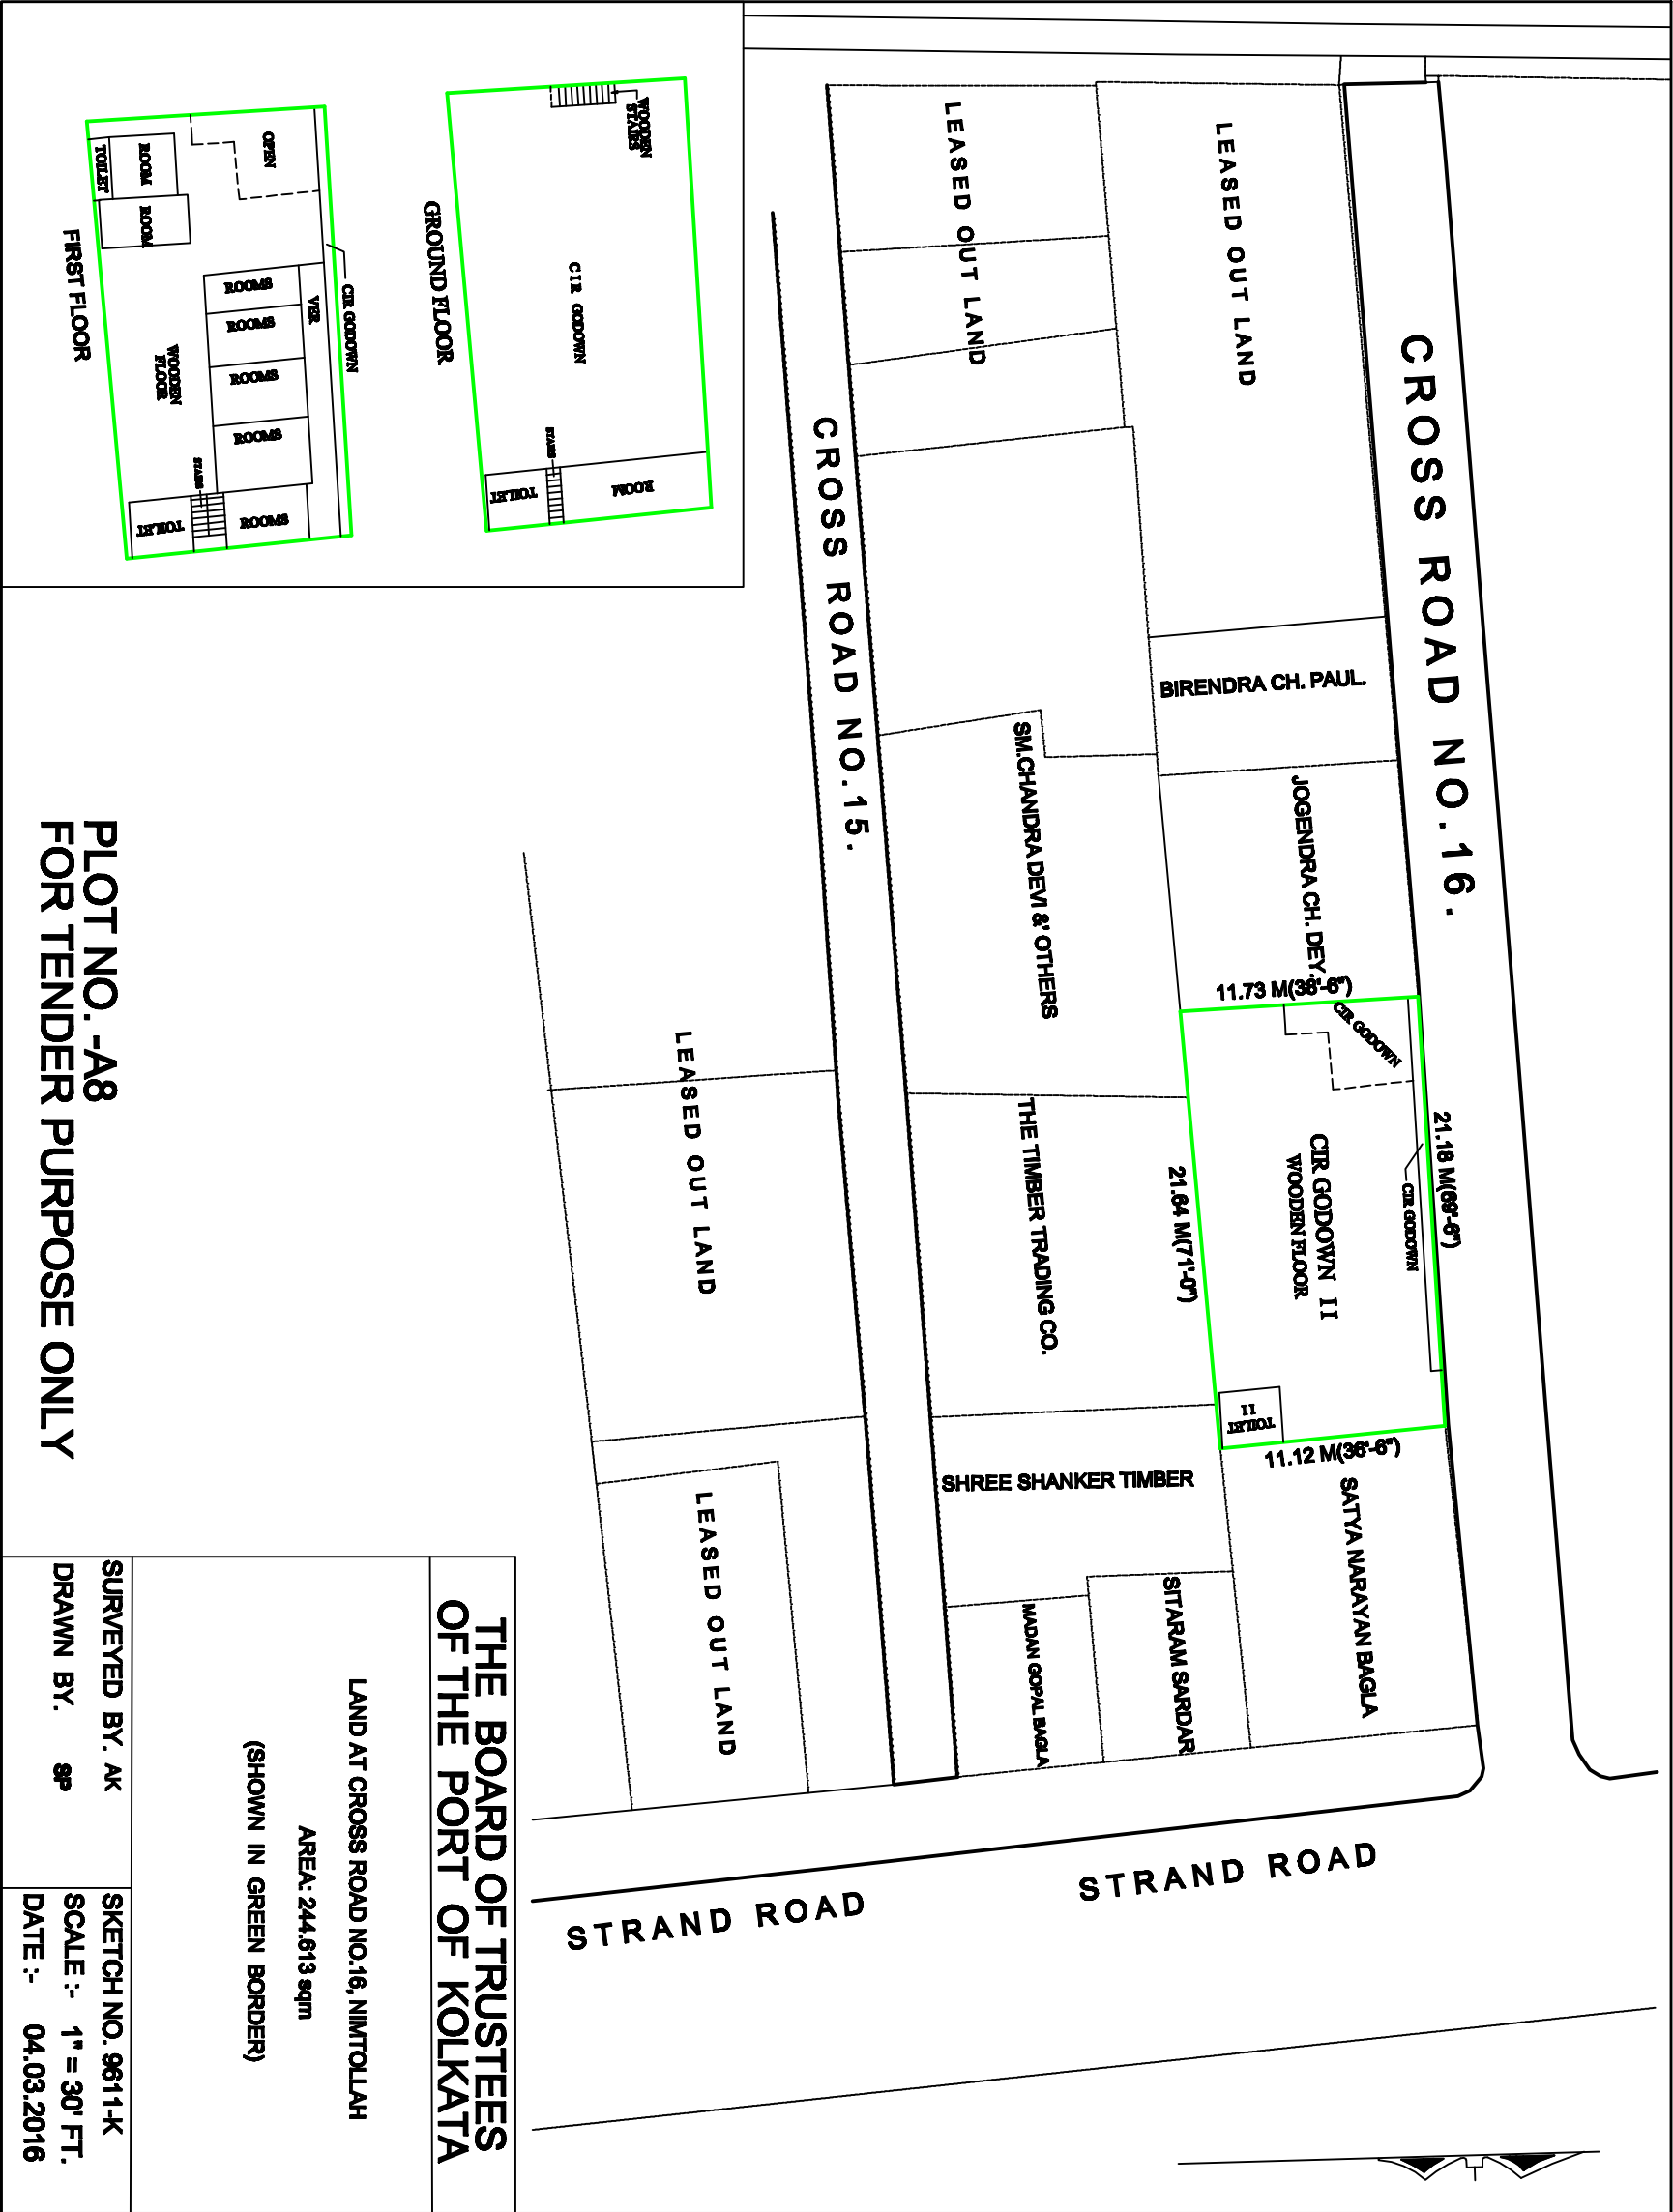 CROSS ROAD NO.16.
LEASED OUT LAND
BIRENDRA CH. PAUL.
JOGENDRA CH. DEY.
11.73 M(38'-6")
21.18 M(69'-6")
CIR GODOWN
CIR GODOWN
CIR GODOWN II
WOODEN FLOOR
TOILET
II
21.64 M(71'-0")
11.12 M(36'-6")
SATYA NARAYAN BAGLA
LEASED OUT LAND
SM.CHANDRA DEVI &' OTHERS
THE TIMBER TRADING CO.
SHREE SHANKER TIMBER
SITARAM SARDAR
MADAN GOPAL BAGLA
CROSS ROAD NO.15.
LEASED OUT LAND
LEASED OUT LAND
STRAND ROAD
STRAND ROAD
WOODEN
STAIRS
CIR GODOWN
STAIRS
ROOM
TOILET
GROUND FLOOR
OPEN
CIR GODOWN
VER.
ROOM
ROOM
TOILET
ROOMS
ROOMS
ROOMS
ROOMS
WOODEN
FLOOR
STAIRS
ROOMS
TOILET
FIRST FLOOR
PLOT NO. -A8
FOR TENDER PURPOSE ONLY
THE BOARD OF TRUSTEES
OF THE PORT OF KOLKATA
LAND AT CROSS ROAD NO.16, NIMTOLLAH
AREA: 244.613 sqm
(SHOWN IN GREEN BORDER)
SURVEYED BY. AK
DRAWN BY. SP
SKETCH NO. 9611-K
SCALE :- 1" = 30' FT.
DATE :- 04.03.2016